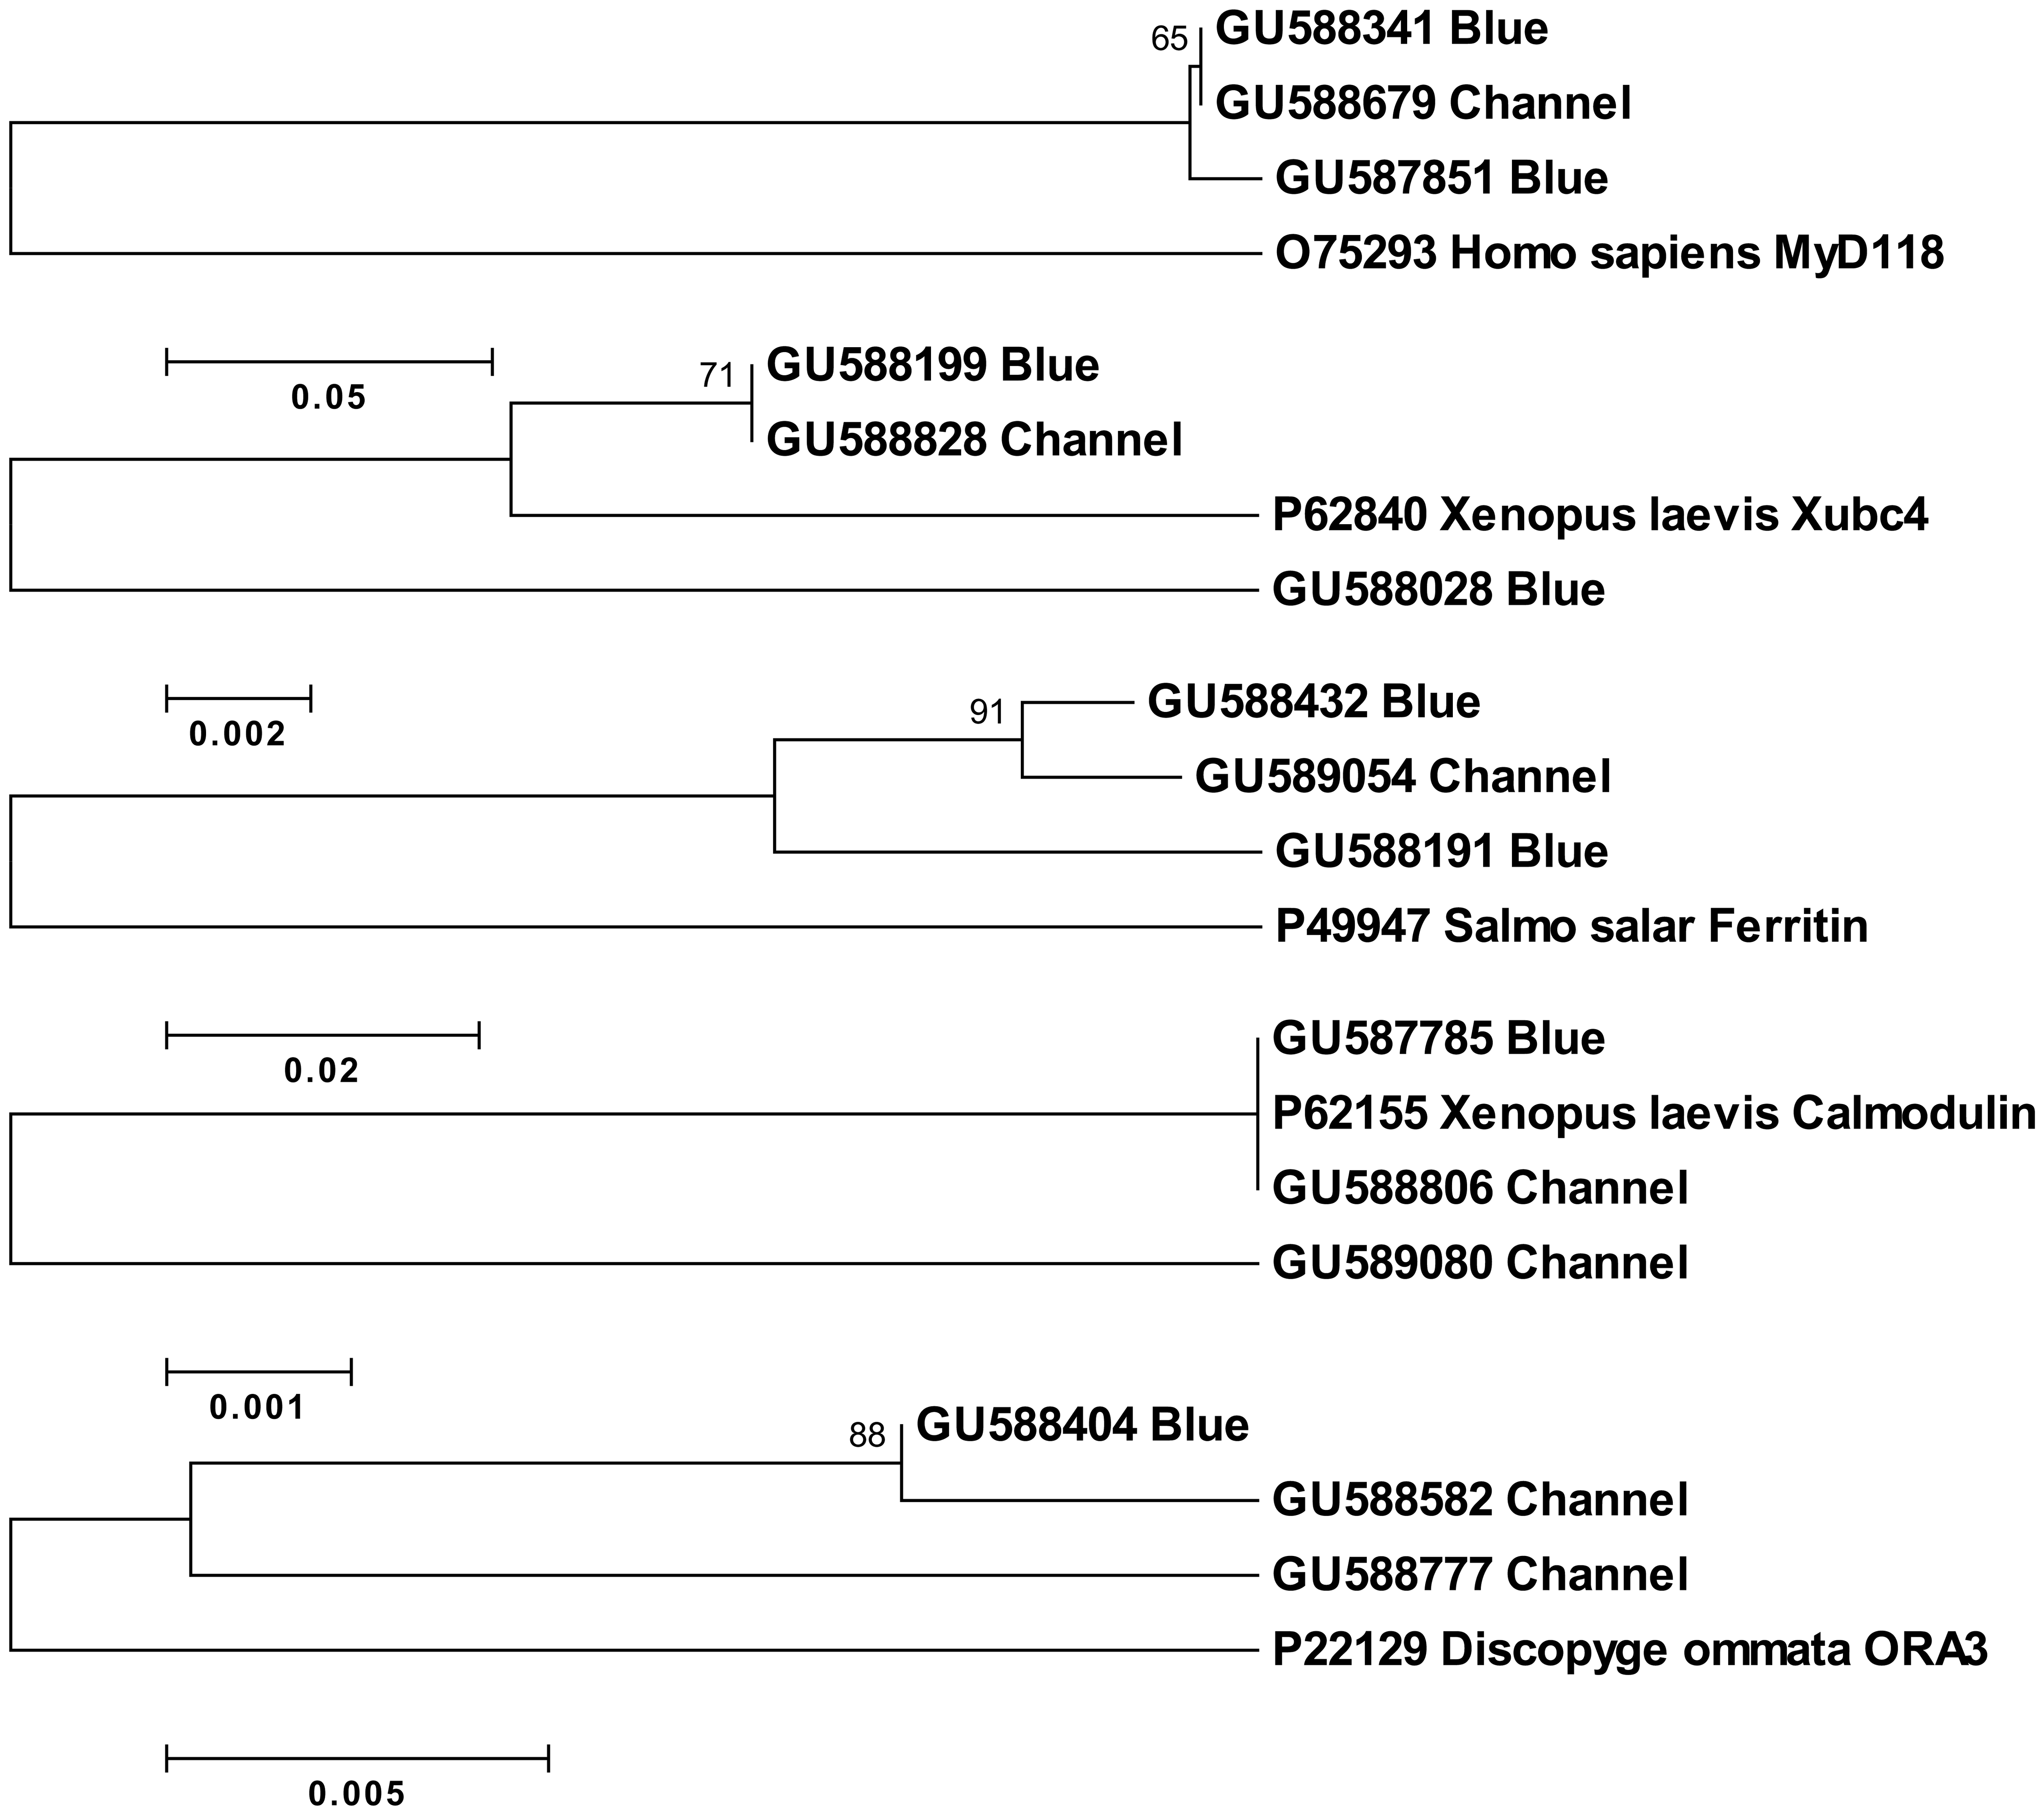 65
GU588341 Blue
GU588679 Channel
GU587851 Blue
O75293 Homo sapiens MyD118
0.05
71
GU588199 Blue
GU588828 Channel
P62840 Xenopus laevis Xubc4
GU588028 Blue
0.002
91
GU588432 Blue
GU589054 Channel
GU588191 Blue
P49947 Salmo salar Ferritin
0.02
GU587785 Blue
P62155 Xenopus laevis Calmodulin
GU588806 Channel
GU589080 Channel
0.001
88
GU588404 Blue
GU588582 Channel
GU588777 Channel
P22129 Discopyge ommata ORA3
0.005